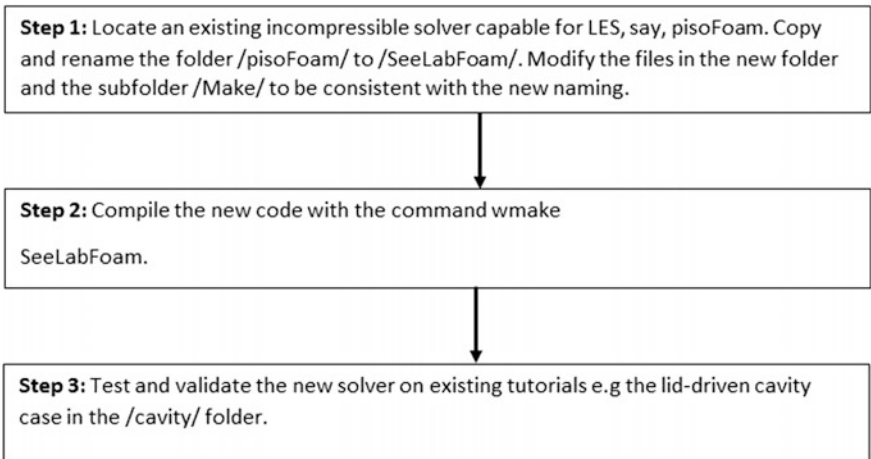 Step 1: Locate an existing incompressible solver capable for LES, say, pisoFoam. Copy
and rename the folder /pisoFoam/ to /SeeLabFoam/. Modify the files in the new folder
and the subfolder /Make/ to be consistent with the new naming.
Step 2: Compile the new code with the command wmake
SeeLabFoam.
Step 3: Test and validate the new solver on existing tutorials e.g the lid-driven cavity
case in the /cavity/ folder.